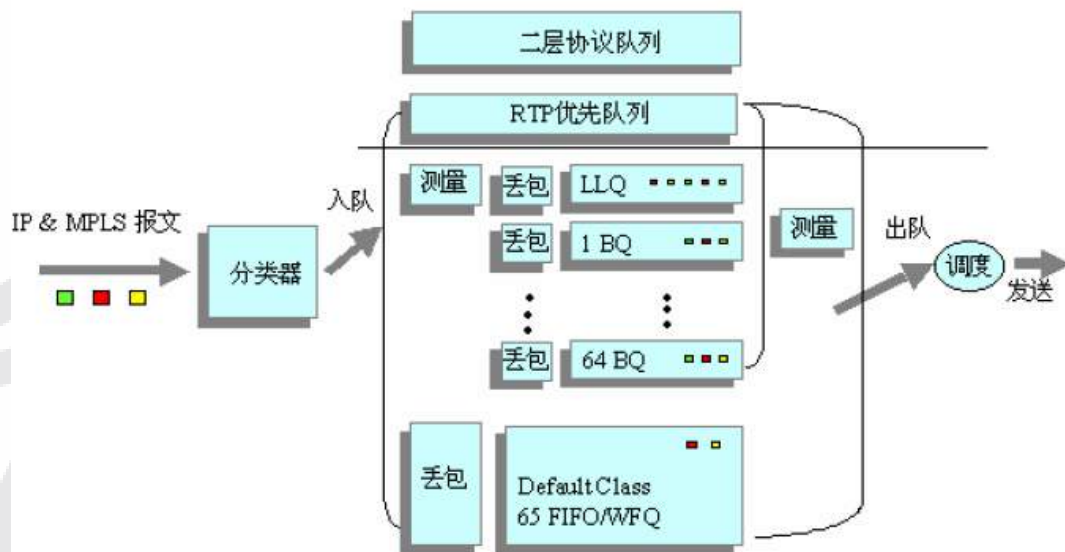 二层协议队列
RTP优先队列
入队
测量
丢包
LLQ
IP & MPLS 报文
分类器
丢包
1 BQ
测量
出队
调度
发送
丢包
64 BQ
丢包
Default Class
65 FIFO/WFQ